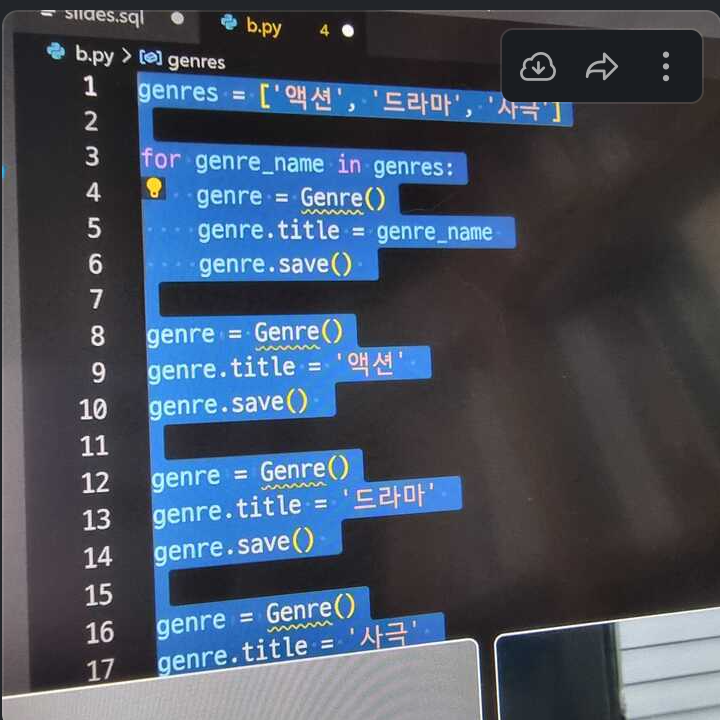 slides.sql
b.py 4
b.py > genres
1 genres = ['액션', '드라마', '사극']
2
3 for genre_name in genres:
4 genre = Genre()
5 genre.title = genre_name
6 genre.save()
7
8 genre = Genre()
9 genre.title = '액션'
10 genre.save()
11
12 genre = Genre()
13 genre.title = '드라마'
14 genre.save()
15
16 genre = Genre()
17 genre.title = '사극'